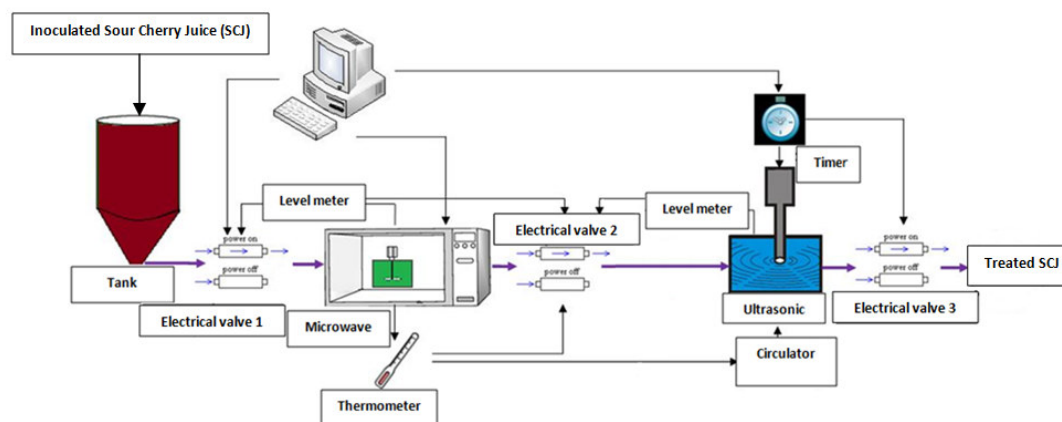 Inoculated Sour Cherry Juice (SCJ)
Timer
Level meter
Level meter
Electrical valve 2
power on
power off
power on
power off
power on
power off
Tank
Treated SCJ
Electrical valve 1
Microwave
Ultrasonic
Electrical valve 3
Circulator
Thermometer